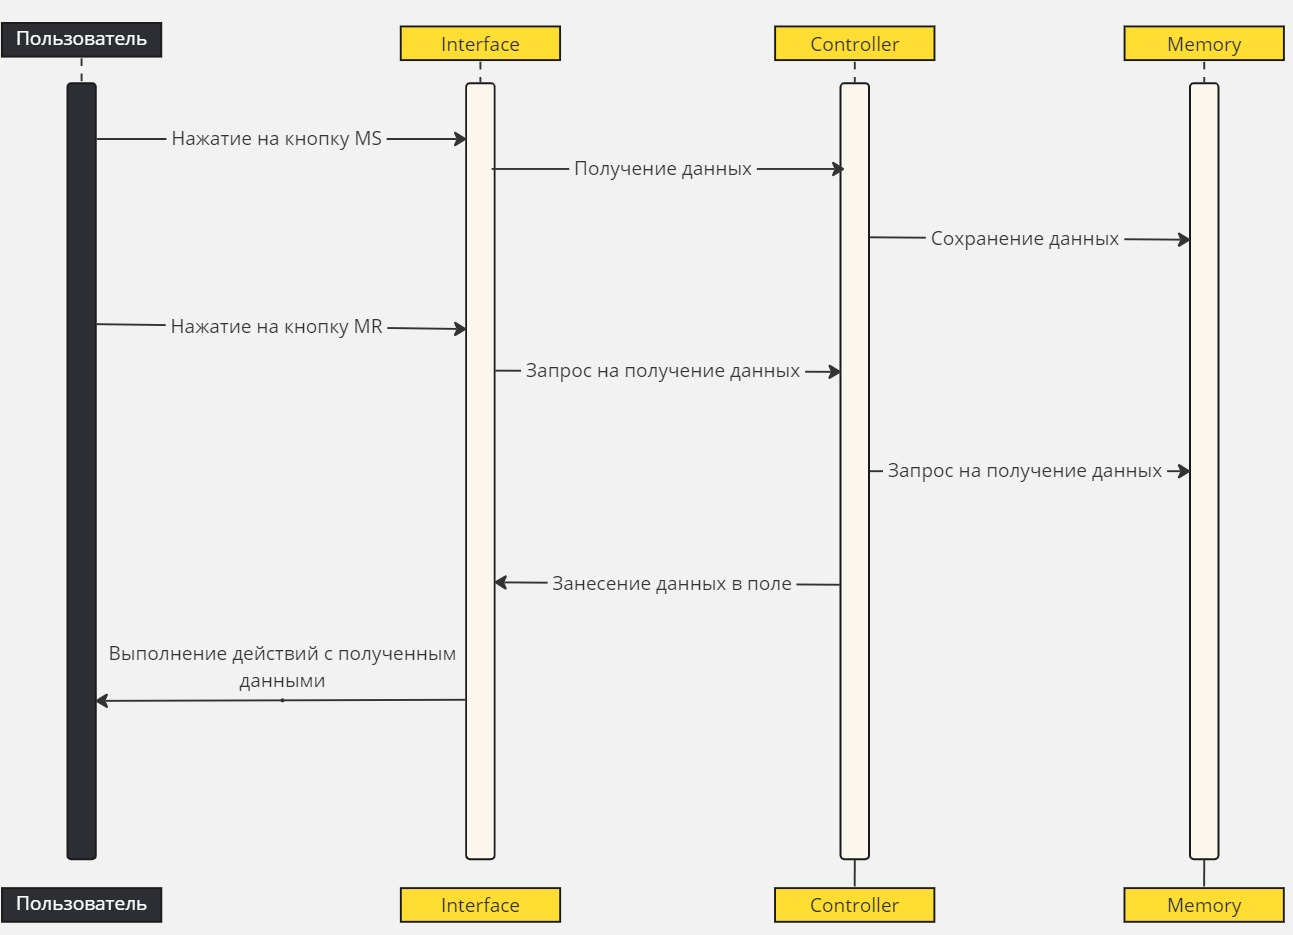 Пользователь
Interface
Controller
Memory
Нажатие на кнопку MS
Получение данных
Сохранение данных
Нажатие на кнопку MR
Запрос на получение данных
Запрос на получение данных
Занесение данных в поле
Выполнение действий с полученным
данными
Пользователь
Interface
Controller
Memory